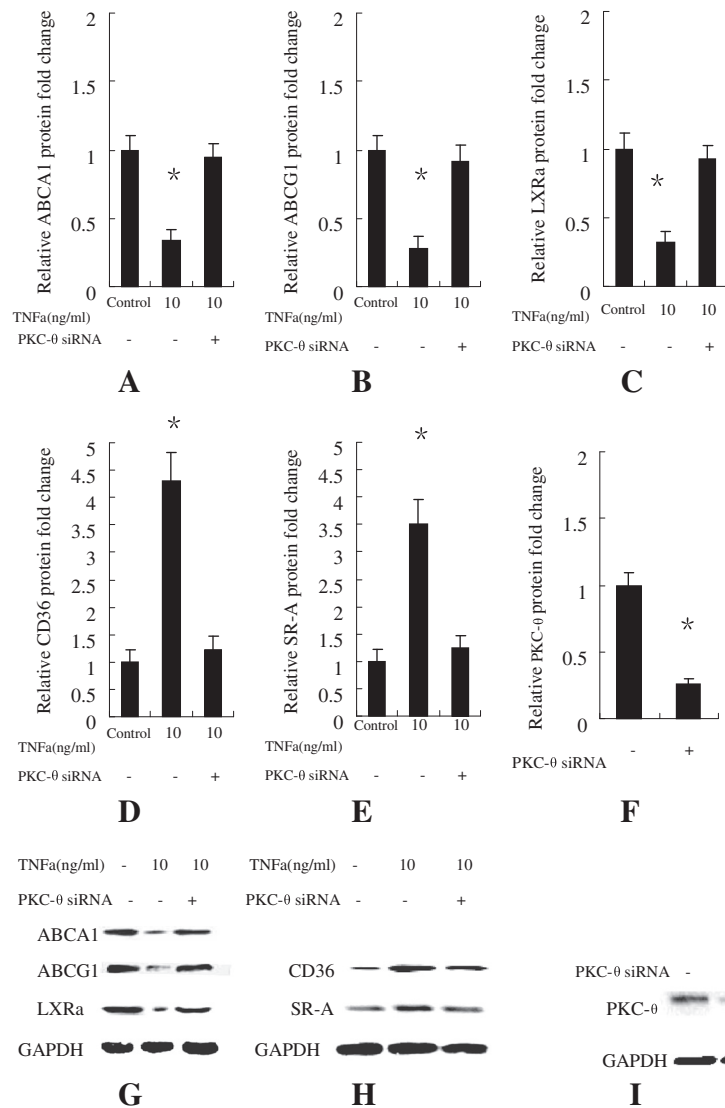 Relative ABCA1 protein fold change
2
1.5
1
0.5
0
*
Control 10 10
TNFa(ng/ml)
PKC-θ siRNA - - +
A
Relative ABCG1 protein fold change
2
1.5
1
0.5
0
*
Control 10 10
TNFa(ng/ml)
PKC-θ siRNA - - +
B
Relative LXRa protein fold change
2
1.5
1
0.5
0
*
Control 10 10
TNFa(ng/ml)
PKC-θ siRNA - - +
C
Relative CD36 protein fold change
5
4.5
4
3.5
3
2.5
2
1.5
1
0.5
0
*
Control 10 10
TNFa(ng/ml)
PKC-θ siRNA - - +
D
Relative SR-A protein fold change
5
4.5
4
3.5
3
2.5
2
1.5
1
0.5
0
*
Control 10 10
TNFa(ng/ml)
PKC-θ siRNA - - +
E
Relative PKC-θ protein fold change
2
1.5
1
0.5
0
*
PKC-θ siRNA - +
F
TNFa(ng/ml) - 10 10
PKC-θ siRNA - - +
ABCA1
ABCG1
LXRa
GAPDH
G
TNFa(ng/ml) - 10 10
PKC-θ siRNA - - +
CD36
SR-A
GAPDH
H
PKC-θ siRNA -
PKC-θ
GAPDH
I